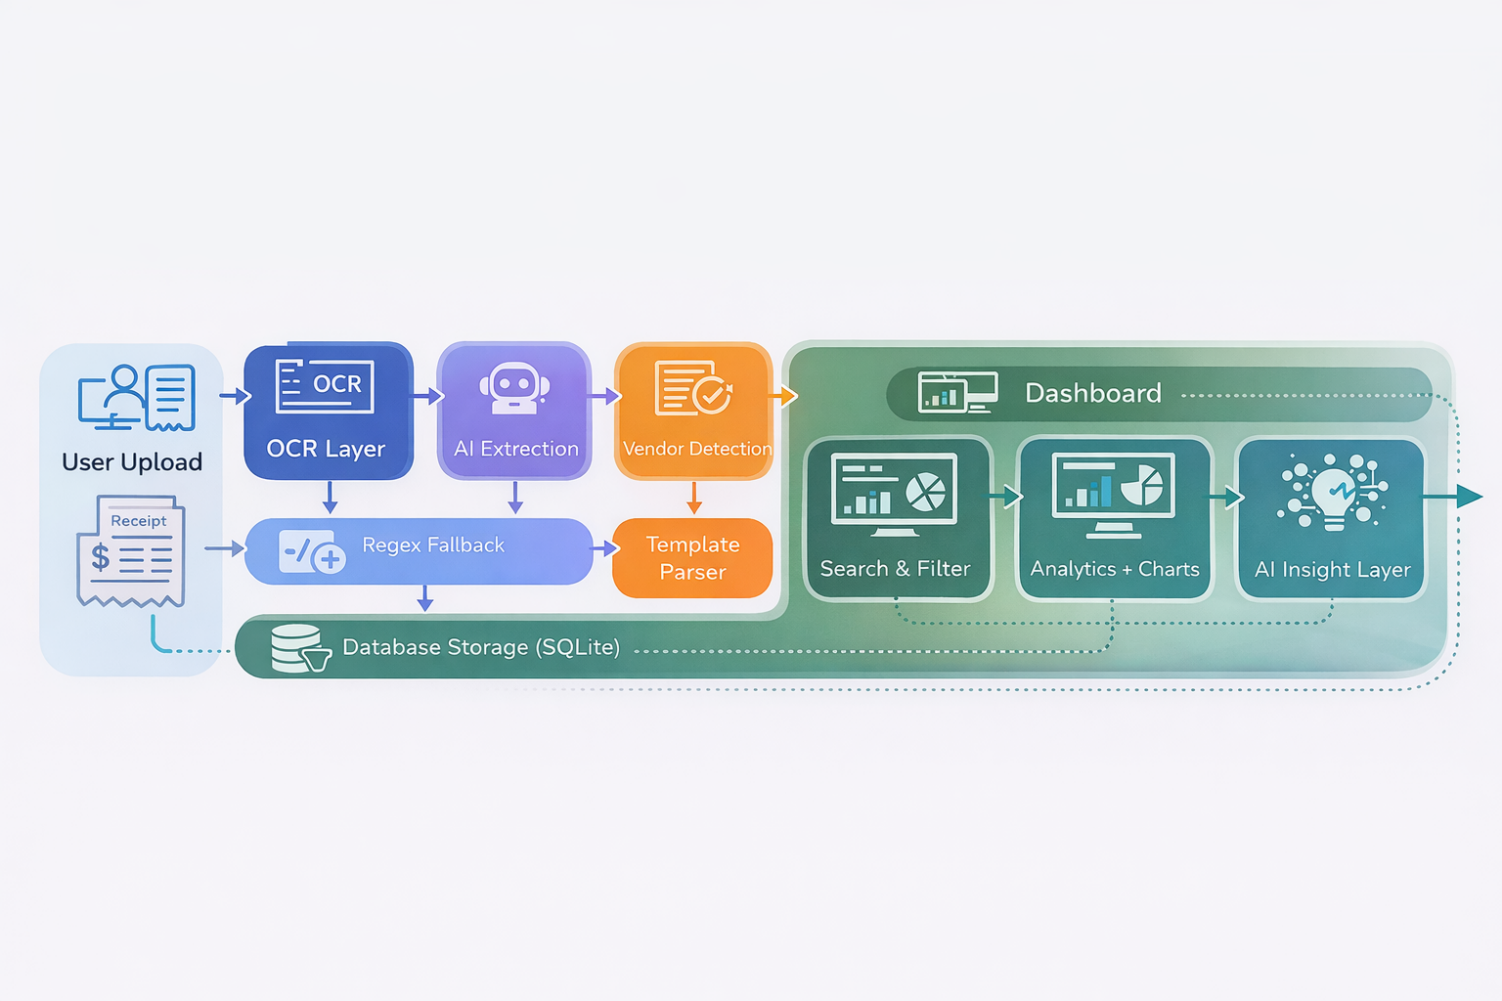 User Upload
Receipt
$
OCR
OCR Layer
AI Extrection
Vendor Detection
Regex Fallback
Template
Parser
Database Storage (SQLite)
Dashboard
Search & Filter
Analytics + Charts
AI Insight Layer